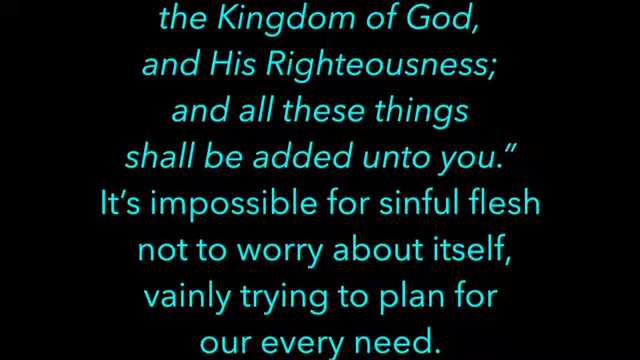 the Kingdom of God,
and His Righteousness;
and all these things
shall be added unto you.”
It’s impossible for sinful flesh
not to worry about itself,
vainly trying to plan for
our every need.